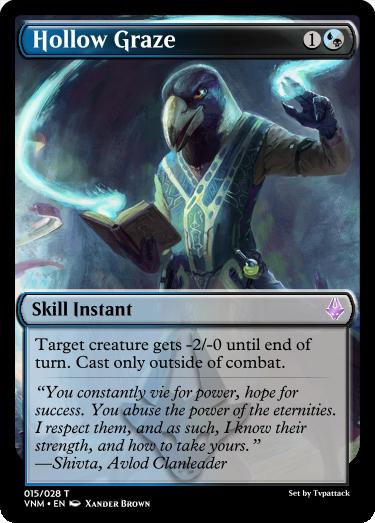 Hollow Graze 1
Skill Instant
Target creature gets -2/-0 until end of
turn. Cast only outside of combat.
“You constantly vie for power, hope for
success. You abuse the power of the eternities.
I respect them, and as such, I know their
strength, and how to take yours.”
—Shivta, Avlod Clanleader
015/028 T
VNM • EN Xander Brown
Set by Tvpattack